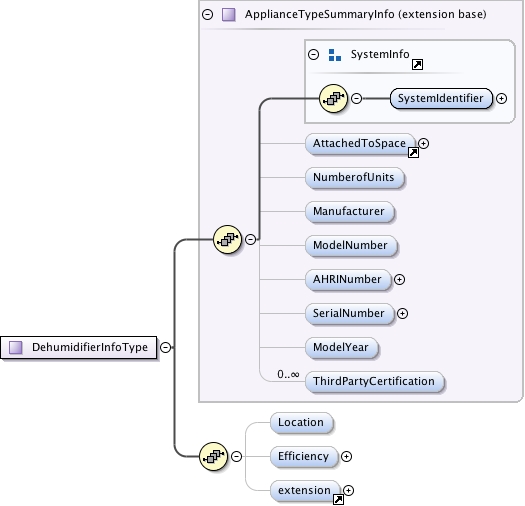 ApplianceTypeSummaryInfo (extension base)
SystemInfo
SystemIdentifier
AttachedToSpace
NumberofUnits
Manufacturer
ModelNumber
AHRINumber
SerialNumber
ModelYear
0..∞
ThirdPartyCertification
DehumidifierInfoType
Location
Efficiency
extension